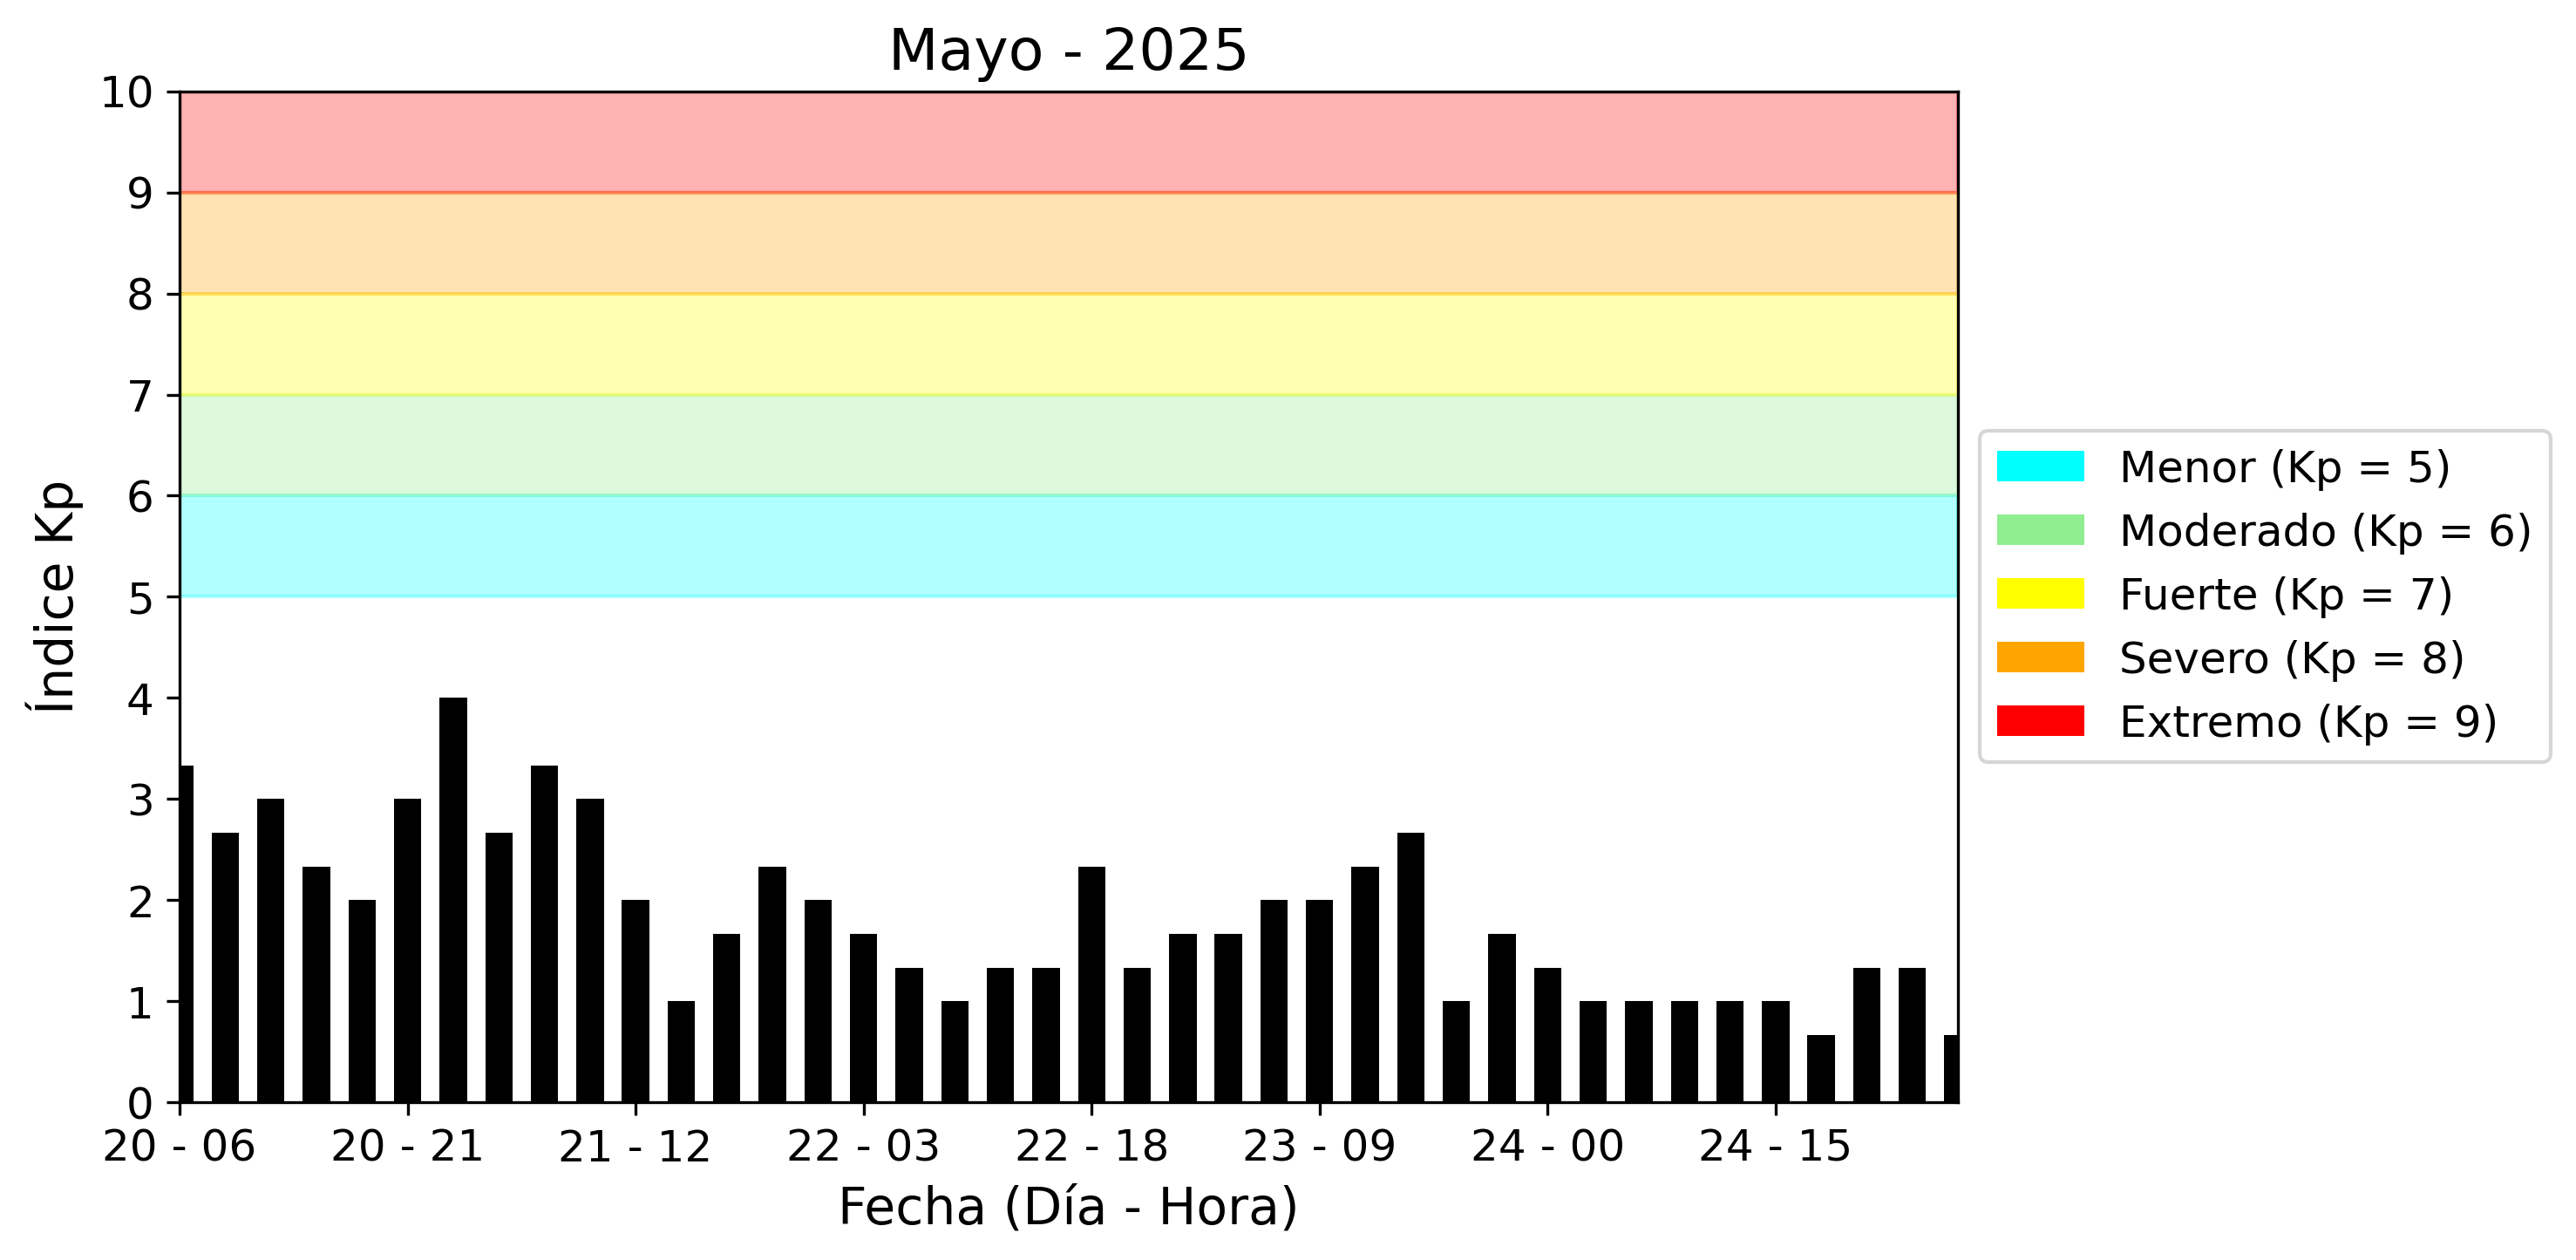 Mayo - 2025
10
9
8
7
6
5
4
3
2
1
0
Índice Kp
20 - 06 20 - 21 21 - 12 22 - 03 22 - 18 23 - 09 24 - 00 24 - 15
Fecha (Día - Hora)
Menor (Kp = 5)
Moderado (Kp = 6)
Fuerte (Kp = 7)
Severo (Kp = 8)
Extremo (Kp = 9)